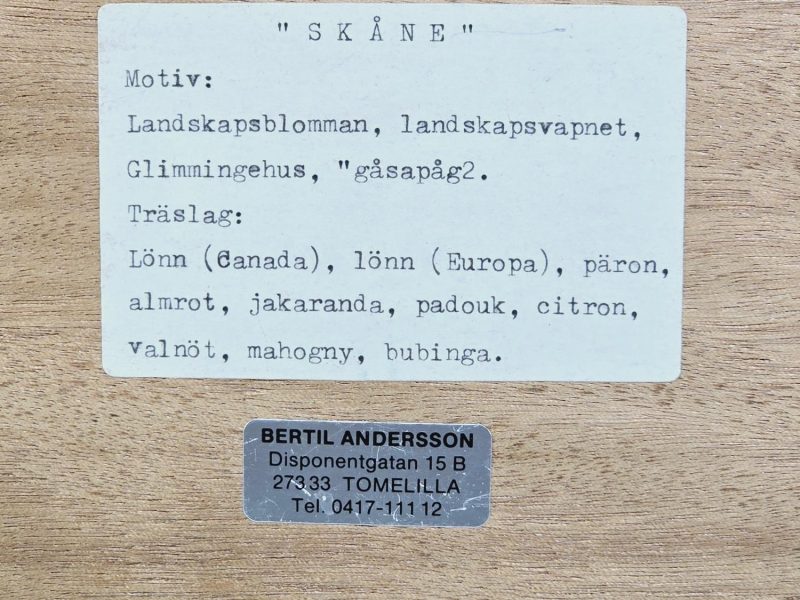 " S K Å N E "
Motiv:
Landskapsblomman, landskapsvapnet,
Glimmingehus, "gåsapåg2.
Träslag:
Lönn (Canada), lönn (Europa), päron,
almrot, jakaranda, padouk, citron,
valnöt, mahogny, bubinga.
BERTIL ANDERSSON
Disponentgatan 15 B
273 33 TOMELILLA
Tel. 0417-111 12